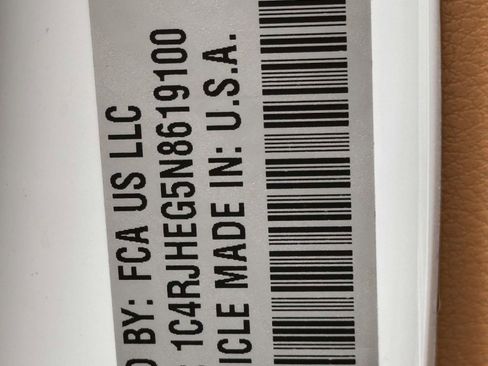 D BY: FCA US LLC
1C4RJHEG5N8619100
ICLE MADE IN: U.S.A.